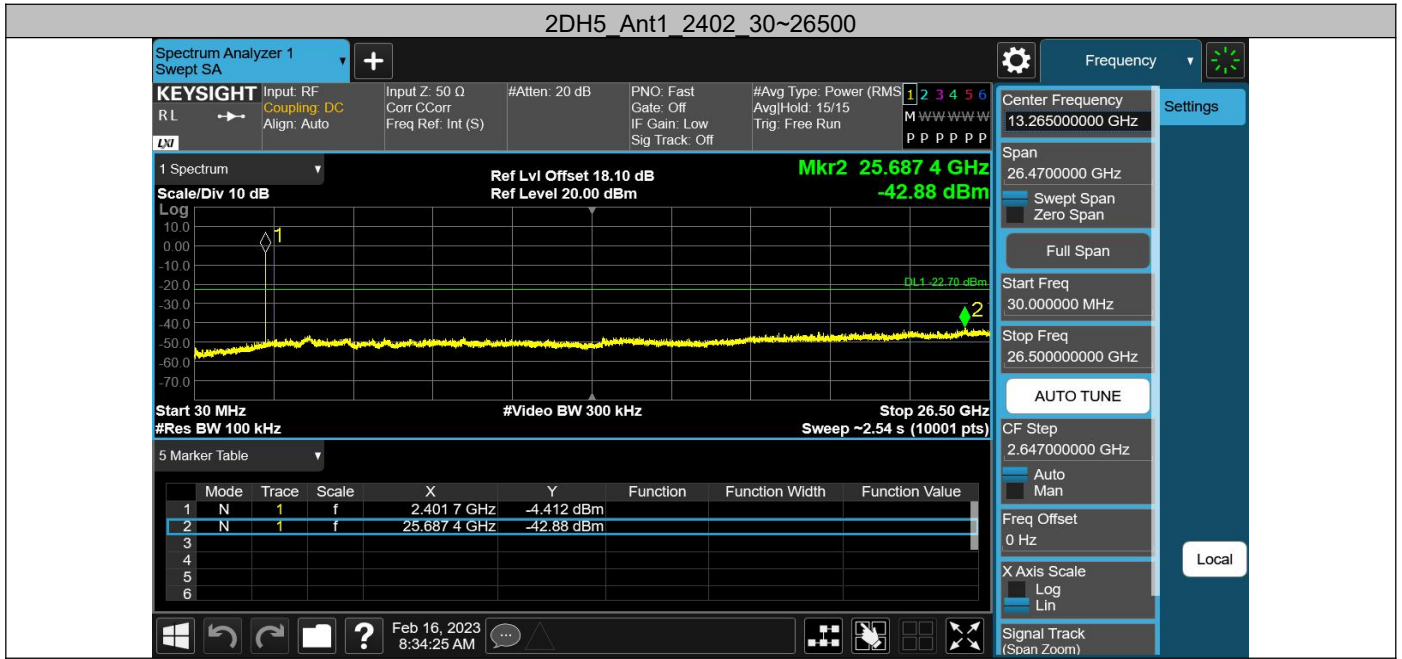 2DH5_Ant1_2402_30~26500
Spectrum Analyzer 1
Swept SA
Frequency
KEYSIGHT
RL
LXI
Input: RF
Coupling: DC
Align: Auto
Input Z: 50 Ω
Corr CCorr
Freq Ref: Int (S)
#Atten: 20 dB
PNO: Fast
Gate: Off
IF Gain: Low
Sig Track: Off
#Avg Type: Power (RMS
Avg|Hold: 15/15
Trig: Free Run
1 2 3 4 5 6
M W W W W W
P P P P P P
1 Spectrum
Scale/Div 10 dB
Ref Lvl Offset 18.10 dB
Ref Level 20.00 dBm
Mkr2 25.687 4 GHz
-42.88 dBm
Log
10.0
0.00
-10.0
-20.0
-30.0
-40.0
-50.0
-60.0
-70.0
1
DL1 -22.70 dBm
2
Start 30 MHz
#Video BW 300 kHz
Stop 26.50 GHz
#Res BW 100 kHz
Sweep ~2.54 s (10001 pts)
5 Marker Table
Mode Trace Scale X Y Function Function Width Function Value
1 N 1 f 2.401 7 GHz -4.412 dBm
2 N 1 f 25.687 4 GHz -42.88 dBm
3
4
5
6
Feb 16, 2023
8:34:25 AM
Center Frequency
13.265000000 GHz
Span
26.4700000 GHz
Swept Span
Zero Span
Full Span
Start Freq
30.000000 MHz
Stop Freq
26.500000000 GHz
AUTO TUNE
CF Step
2.647000000 GHz
Auto
Man
Freq Offset
0 Hz
X Axis Scale
Log
Lin
Signal Track
(Span Zoom)
Settings
Local